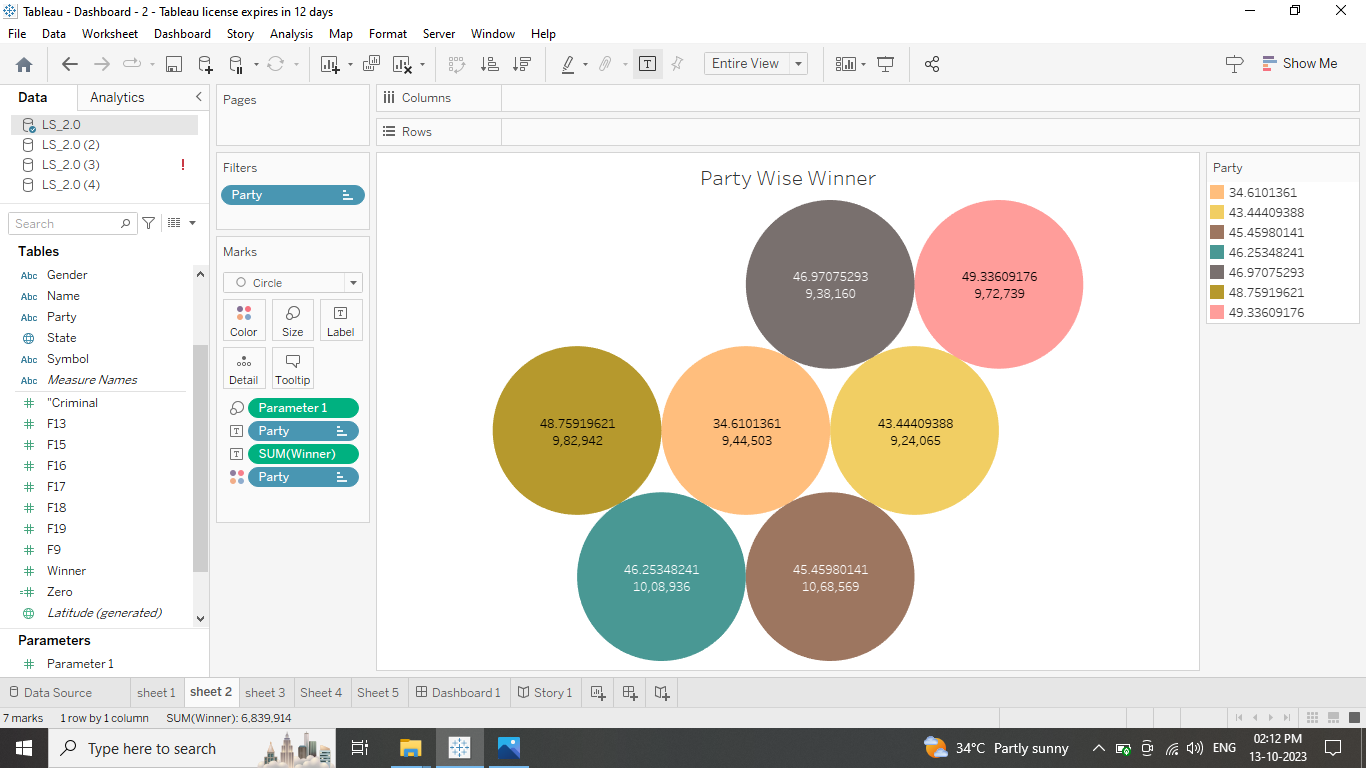 Tableau - Dashboard - 2 - Tableau license expires in 12 days
File Data Worksheet Dashboard Story Analysis Map Format Server Window Help
Entire View
Show Me
Data Analytics
LS_2.0
LS_2.0 (2)
LS_2.0 (3) !
LS_2.0 (4)
Search
Tables
Abc Gender
Abc Name
Abc Party
State
Abc Symbol
Abc Measure Names
# "Criminal
# F13
# F15
# F16
# F17
# F18
# F19
# F9
# Winner
=# Zero
Latitude (generated)
Parameters
# Parameter 1
Pages
Filters
Party
Marks
Circle
Color Size Label
Detail Tooltip
Parameter 1
Party
SUM(Winner)
Party
Columns
Rows
Party Wise Winner
46.97075293
9,38,160
49.33609176
9,72,739
48.75919621
9,82,942
34.6101361
9,44,503
43.44409388
9,24,065
46.25348241
10,08,936
45.45980141
10,68,569
Party
34.6101361
43.44409388
45.45980141
46.25348241
46.97075293
48.75919621
49.33609176
Data Source sheet 1 sheet 2 sheet 3 Sheet 4 Sheet 5 Dashboard 1 Story 1
7 marks 1 row by 1 column SUM(Winner): 6,839,914
Type here to search
34°C Partly sunny
ENG
02:12 PM
13-10-2023